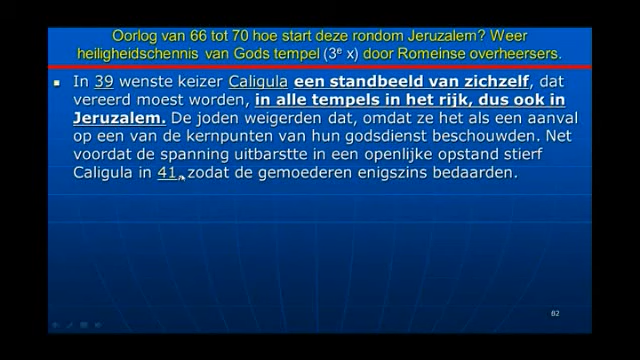 Oorlog van 66 tot 70 hoe start deze rondom Jeruzalem? Weer
heiligheidschennis van Gods tempel (3e x) door Romeinse overheersers.
In 39 wenste keizer Caligula een standbeeld van zichzelf, dat
vereerd moest worden, in alle tempels in het rijk, dus ook in
Jeruzalem. De joden weigerden dat, omdat ze het als een aanval
op een van de kernpunten van hun godsdienst beschouwden. Net
voordat de spanning uitbarstte in een openlijke opstand stierf
Caligula in 41, zodat de gemoederen enigszins bedaarden.
62